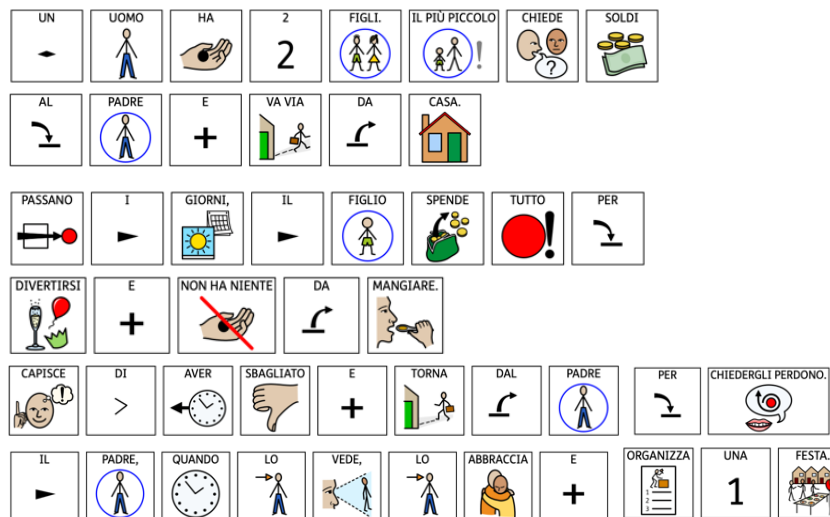 UN UOMO HA 2 FIGLI. IL PIÙ PICCOLO CHIEDE SOLDI
2
AL PADRE E VA VIA DA CASA.
PASSANO I GIORNI, IL FIGLIO SPENDE TUTTO PER
DIVERTIRSI E NON HA NIENTE DA MANGIARE.
CAPISCE DI AVER SBAGLIATO E TORNA DAL PADRE PER CHIEDERGLI PERDONO.
IL PADRE, QUANDO LO VEDE, LO ABBRACCIA E ORGANIZZA UNA FESTA.
1